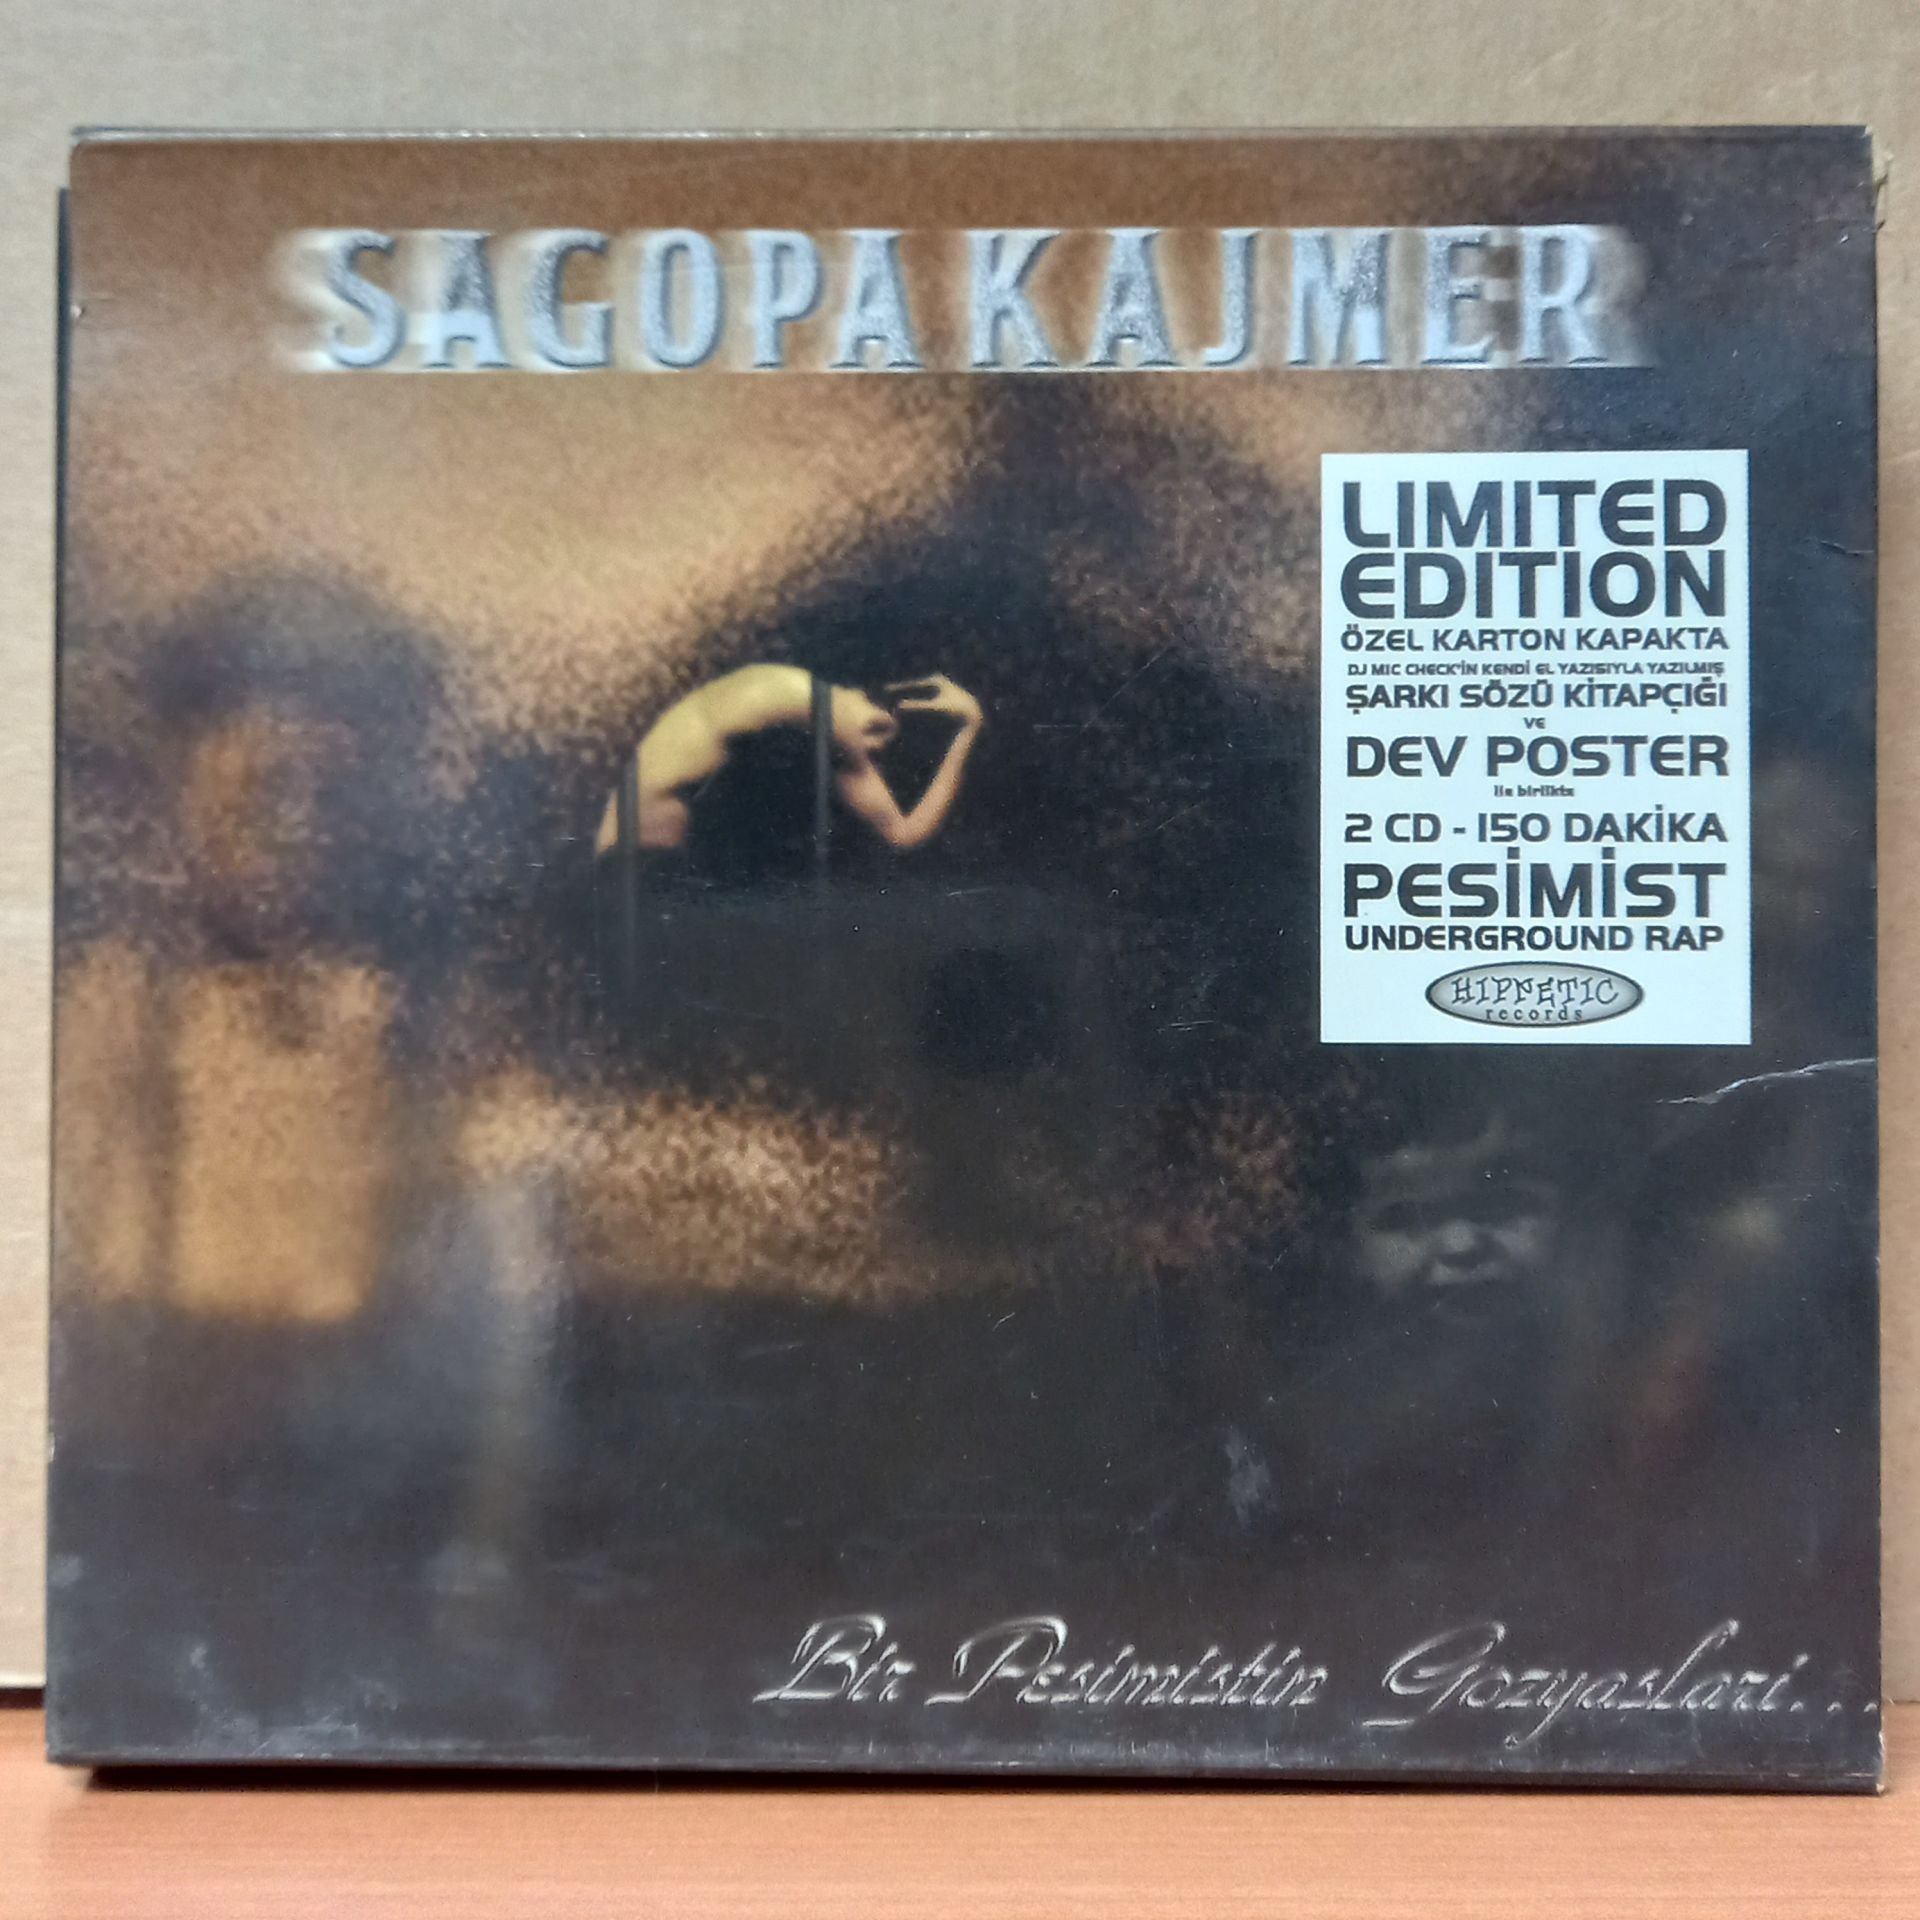 SAGOPA KAJMER
LIMITED
EDITION
ÖZEL KARTON KAPAKTA
DJ MIC CHECK'İN KENDİ EL YAZISIYLA YAZILMIŞ
ŞARKI SÖZÜ KİTAPÇIĞI
VE
DEV POSTER
ile birlikte
2 CD - 150 DAKİKA
PESİMİST
UNDERGROUND RAP
HIPPETIC
records
Bir Pesimistin Gozyaslari...